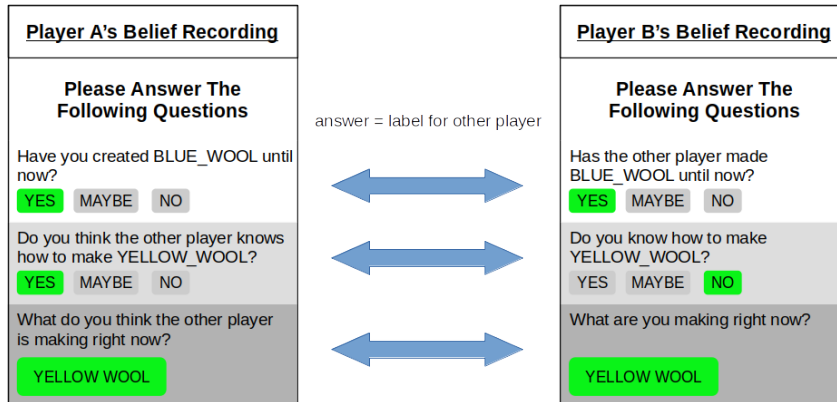 Player A's Belief Recording
Please Answer The
Following Questions
Have you created BLUE_WOOL until
now?
YES MAYBE NO
Do you think the other player knows
how to make YELLOW_WOOL?
YES MAYBE NO
What do you think the other player
is making right now?
YELLOW WOOL
answer = label for other player
Player B's Belief Recording
Please Answer The
Following Questions
Has the other player made
BLUE_WOOL until now?
YES MAYBE NO
Do you know how to make
YELLOW_WOOL?
YES MAYBE NO
What are you making right now?
YELLOW WOOL